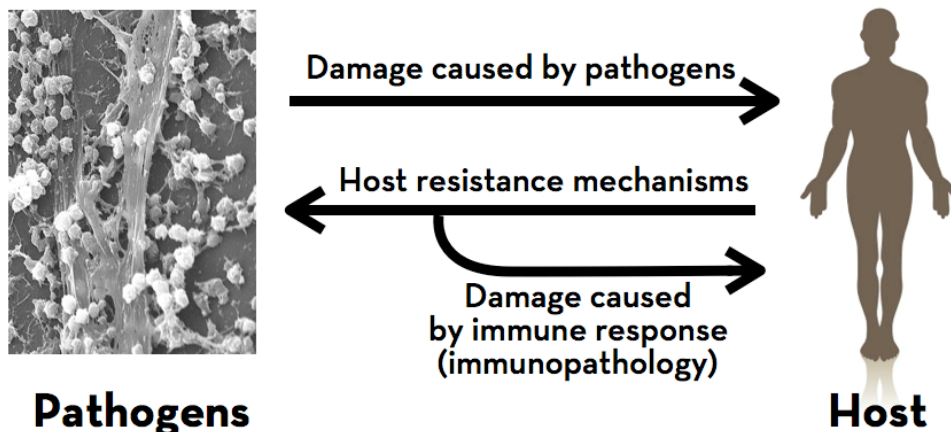 Damage caused by pathogens
Host resistance mechanisms
Damage caused
by immune response
(immunopathology)
Pathogens
Host